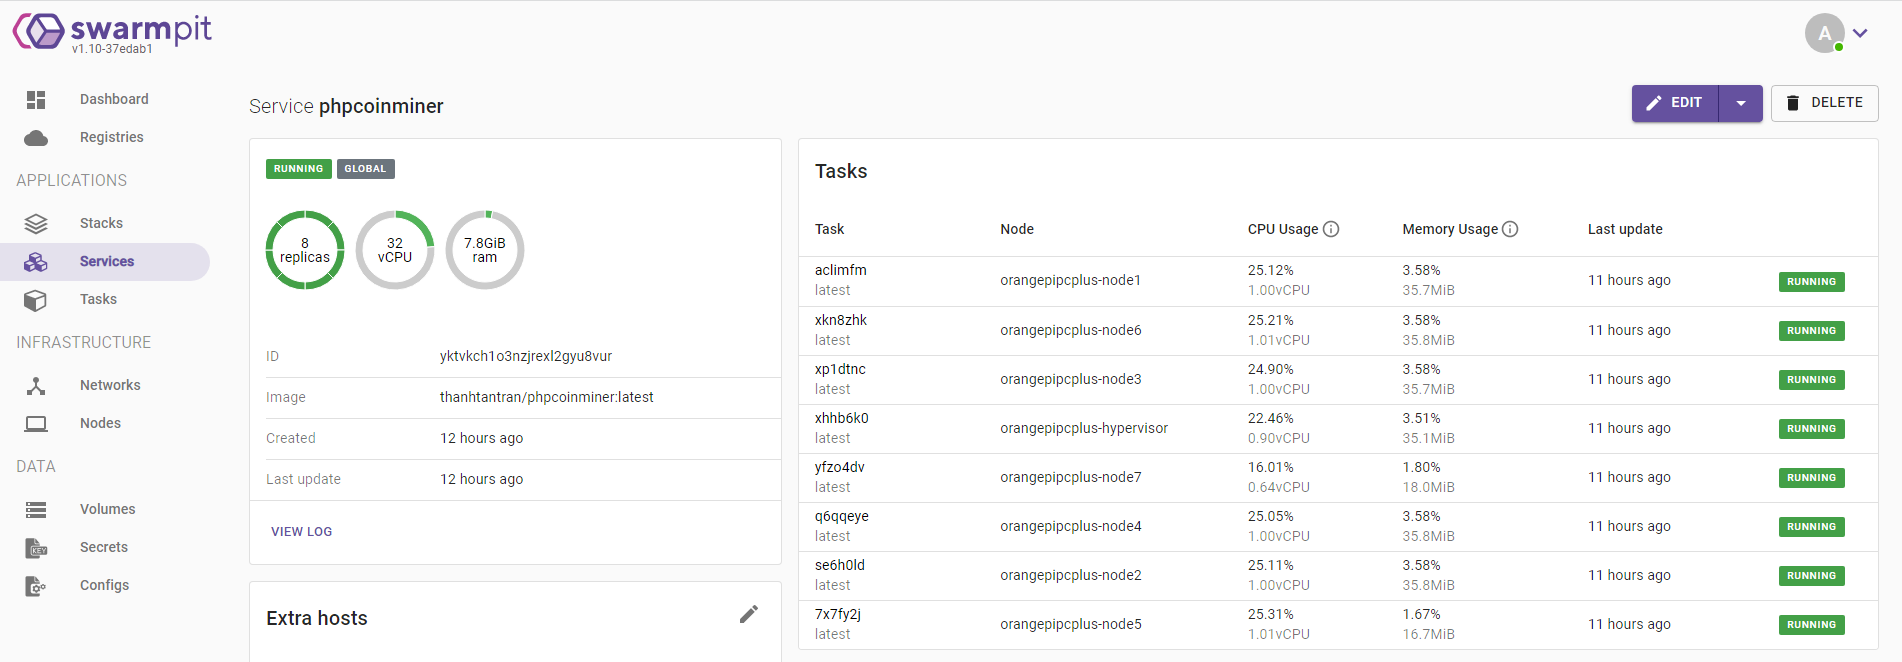 swarmpit
v1.10-37edab1
A
Dashboard
Registries
APPLICATIONS
Stacks
Services
Tasks
INFRASTRUCTURE
Networks
Nodes
DATA
Volumes
KEY
Secrets
Configs
Service phpcoinminer
EDIT
DELETE
RUNNING GLOBAL
8
replicas
32
vCPU
7.8GiB
ram
ID yktvkch1o3nzjrexl2gyu8vur
Image thanhtantran/phpcoinminer:latest
Created 12 hours ago
Last update 12 hours ago
VIEW LOG
Extra hosts
Tasks
Task Node CPU Usage Memory Usage Last update
aclimfm 25.12% 3.58%
orangepipcplus-node1 11 hours ago RUNNING
latest 1.00vCPU 35.7MiB
xkn8zhk 25.21% 3.58%
orangepipcplus-node6 11 hours ago RUNNING
latest 1.01vCPU 35.8MiB
xp1dtnc 24.90% 3.58%
orangepipcplus-node3 11 hours ago RUNNING
latest 1.00vCPU 35.7MiB
xhhb6k0 22.46% 3.51%
orangepipcplus-hypervisor 11 hours ago RUNNING
latest 0.90vCPU 35.1MiB
yfzo4dv 16.01% 1.80%
orangepipcplus-node7 11 hours ago RUNNING
latest 0.64vCPU 18.0MiB
q6qqeye 25.05% 3.58%
orangepipcplus-node4 11 hours ago RUNNING
latest 1.00vCPU 35.8MiB
se6h0ld 25.11% 3.58%
orangepipcplus-node2 11 hours ago RUNNING
latest 1.00vCPU 35.8MiB
7x7fy2j 25.31% 1.67%
orangepipcplus-node5 11 hours ago RUNNING
latest 1.01vCPU 16.7MiB